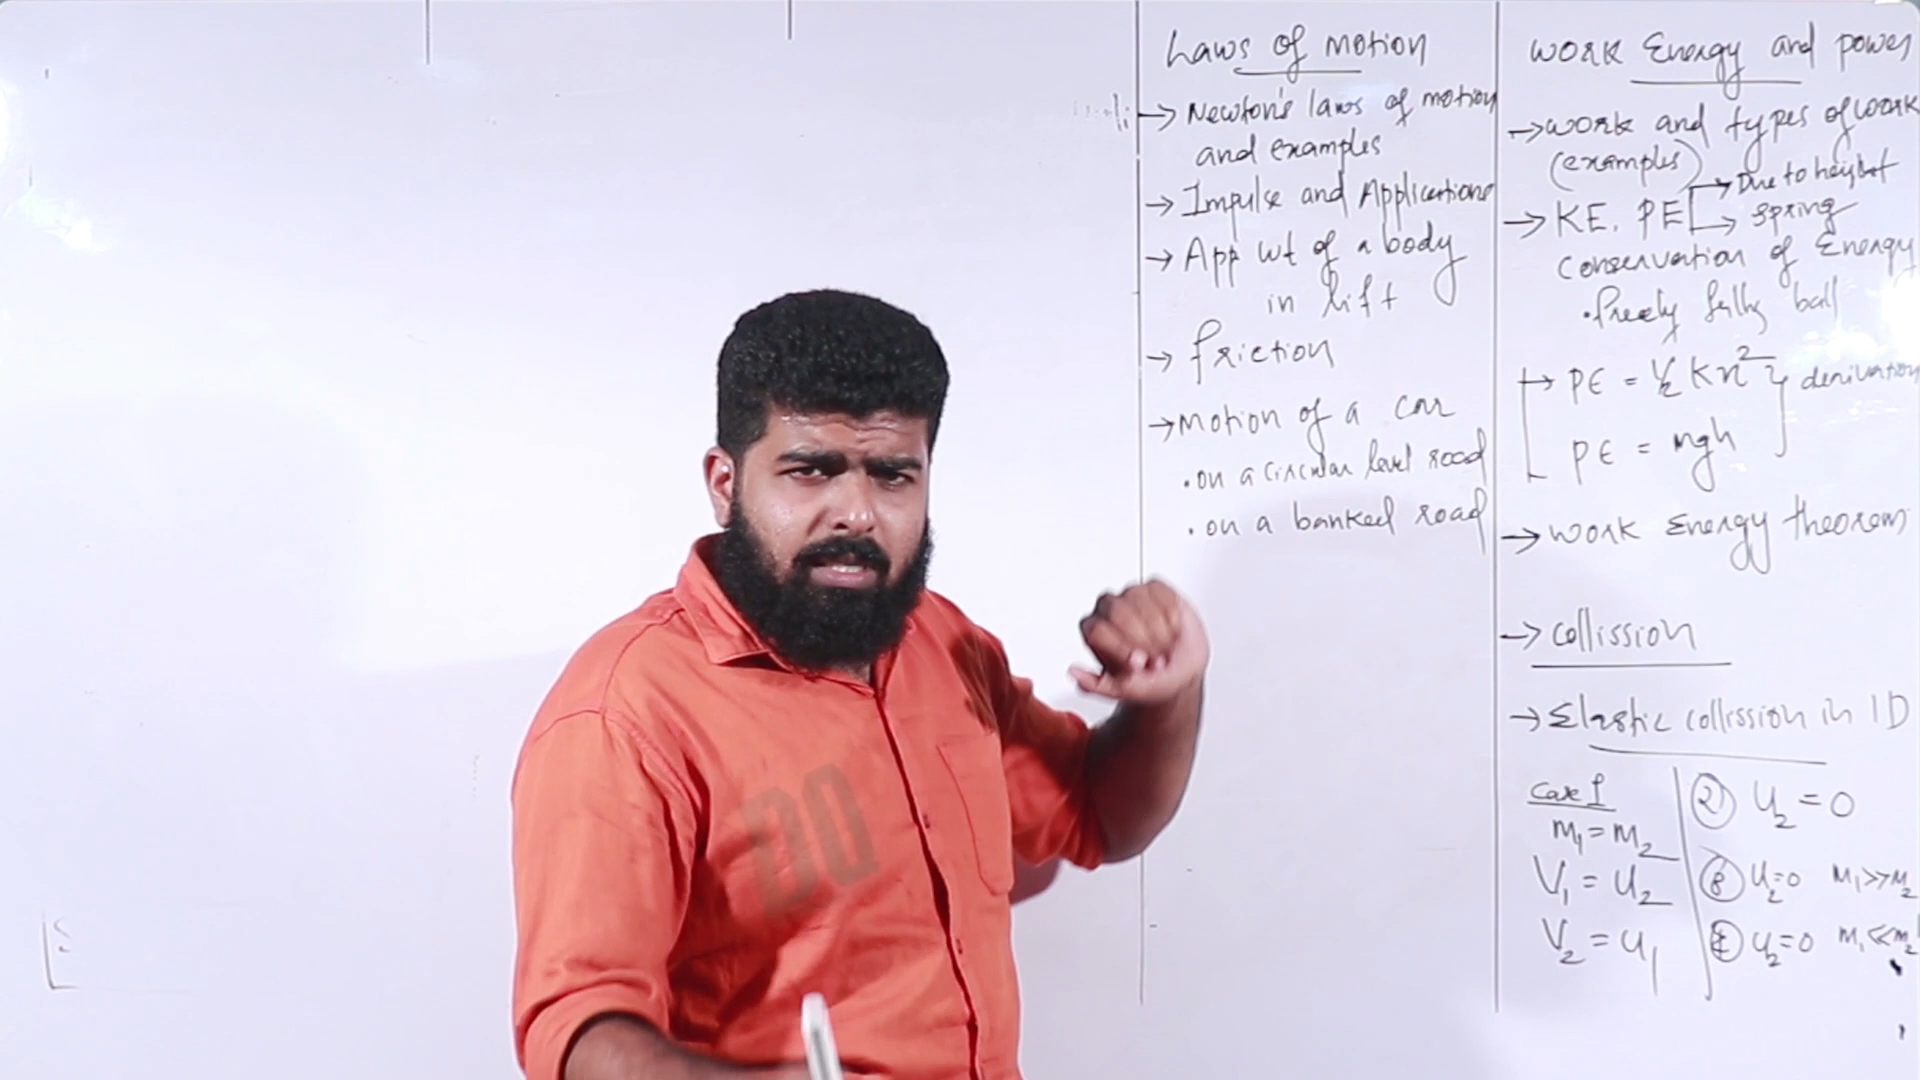 Laws of motion
→ Newton's laws of motion
and examples
→ Impulse and Applications
→ App wt of a body
in lift
→ friction
→ motion of a car
• on a circular level road
• on a banked road
WORK Energy and power
→ work and types of work
(examples)
→ Due to height
→ KE, PE → spring
conservation of Energy
• freely falling ball
→ PE = 1/2 Kx² } derivation
PE = mgh
→ WORK Energy theorem
→ collission
→ Elastic collission in 1D
Case 1
m₁ = m₂
V₁ = U₂
V₂ = U₁
② U₂ = 0
U₂=0 M₁>>M₂
U₂=0 M₁<<M₂